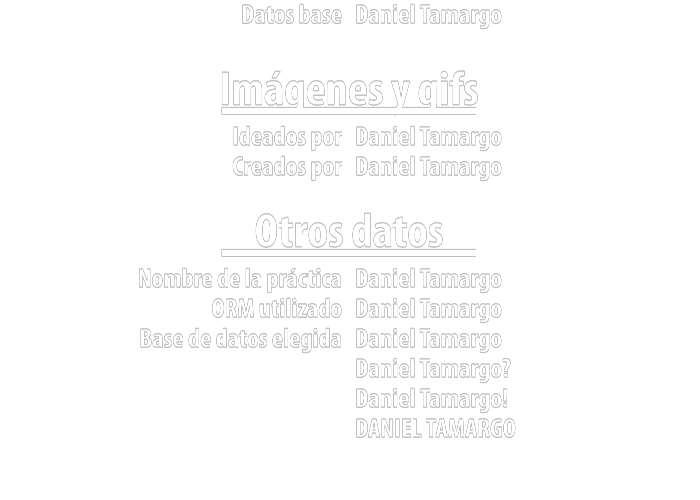 Datos base Daniel Tamargo
Imágenes y gifs
Ideados por Daniel Tamargo
Creados por Daniel Tamargo
Otros datos
Nombre de la práctica Daniel Tamargo
ORM utilizado Daniel Tamargo
Base de datos elegida Daniel Tamargo
Daniel Tamargo?
Daniel Tamargo!
DANIEL TAMARGO